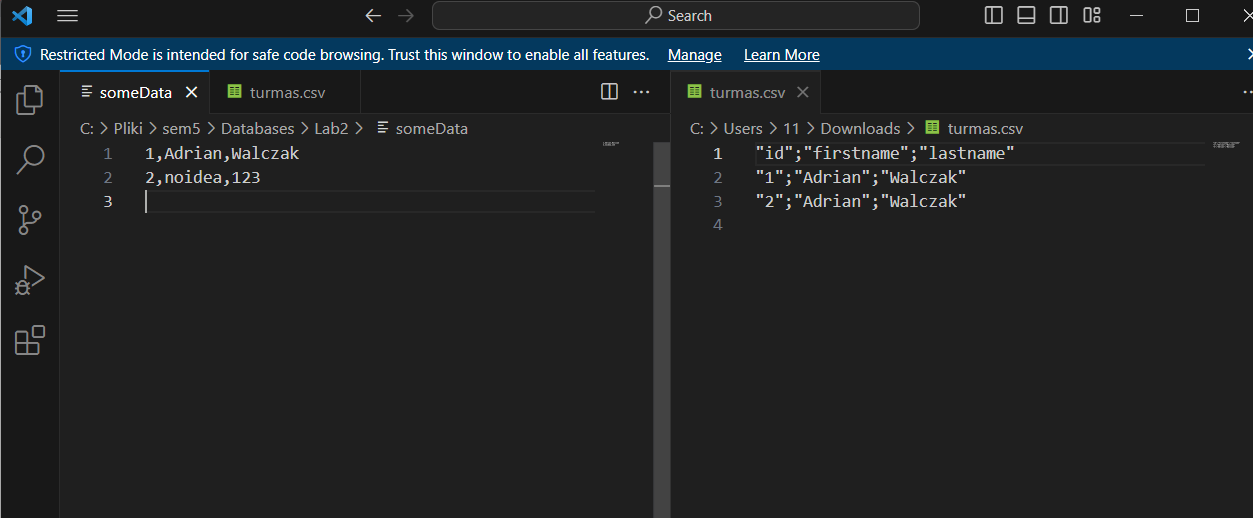 Search
Restricted Mode is intended for safe code browsing. Trust this window to enable all features. Manage Learn More
someData turmas.csv
C: > Pliki > sem5 > Databases > Lab2 > someData
1 1,Adrian,Walczak
2 2,noidea,123
3
turmas.csv
C: > Users > 11 > Downloads > turmas.csv
1 "id";"firstname";"lastname"
2 "1";"Adrian";"Walczak"
3 "2";"Adrian";"Walczak"
4